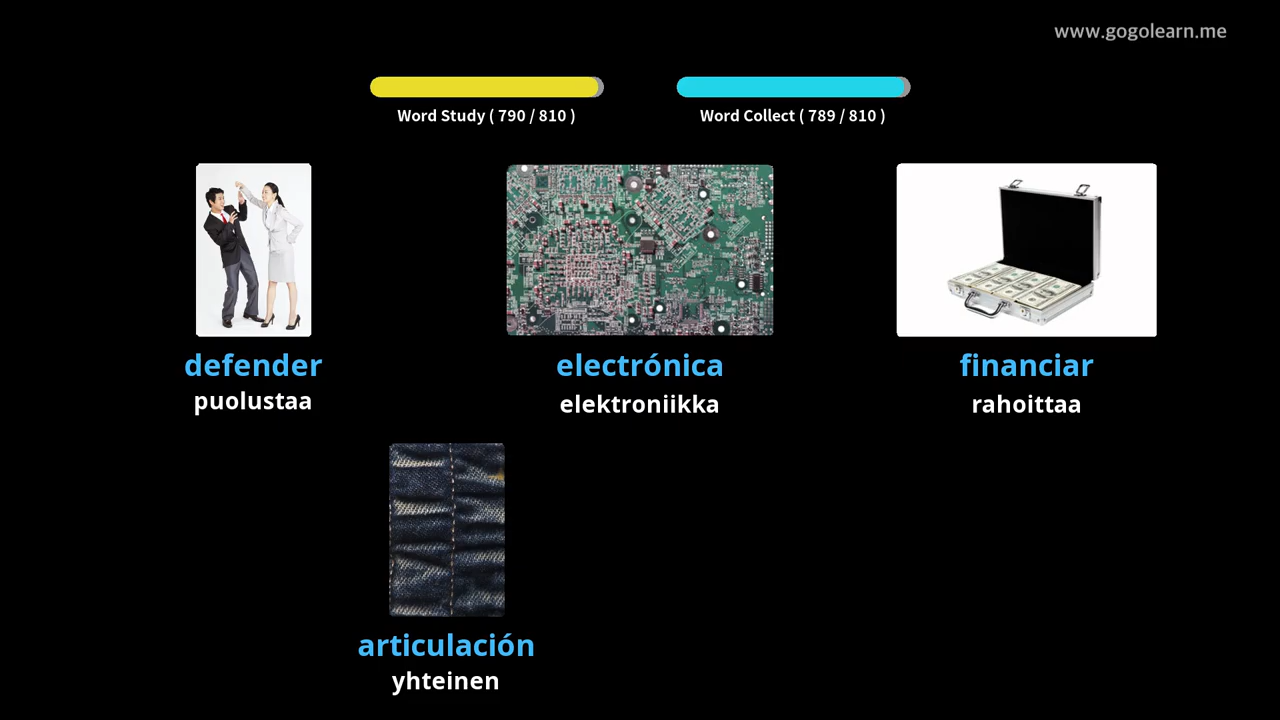 www.gogolearn.me
Word Study ( 790 / 810 )
Word Collect ( 789 / 810 )
defender
puolustaa
electrónica
elektroniikka
financiar
rahoittaa
articulación
yhteinen